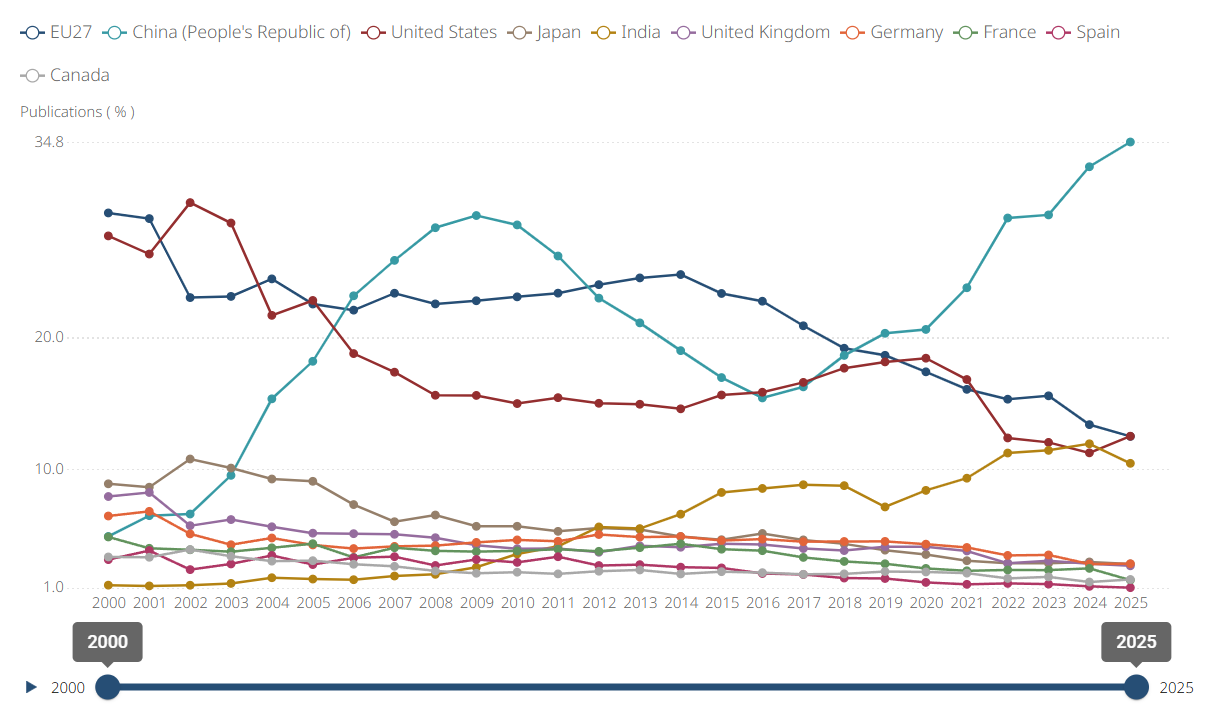 EU27 China (People's Republic of) United States Japan India United Kingdom Germany France Spain
Canada
Publications ( % )
34.8
20.0
10.0
1.0
2000 2001 2002 2003 2004 2005 2006 2007 2008 2009 2010 2011 2012 2013 2014 2015 2016 2017 2018 2019 2020 2021 2022 2023 2024 2025
2000 2025
2000 2025